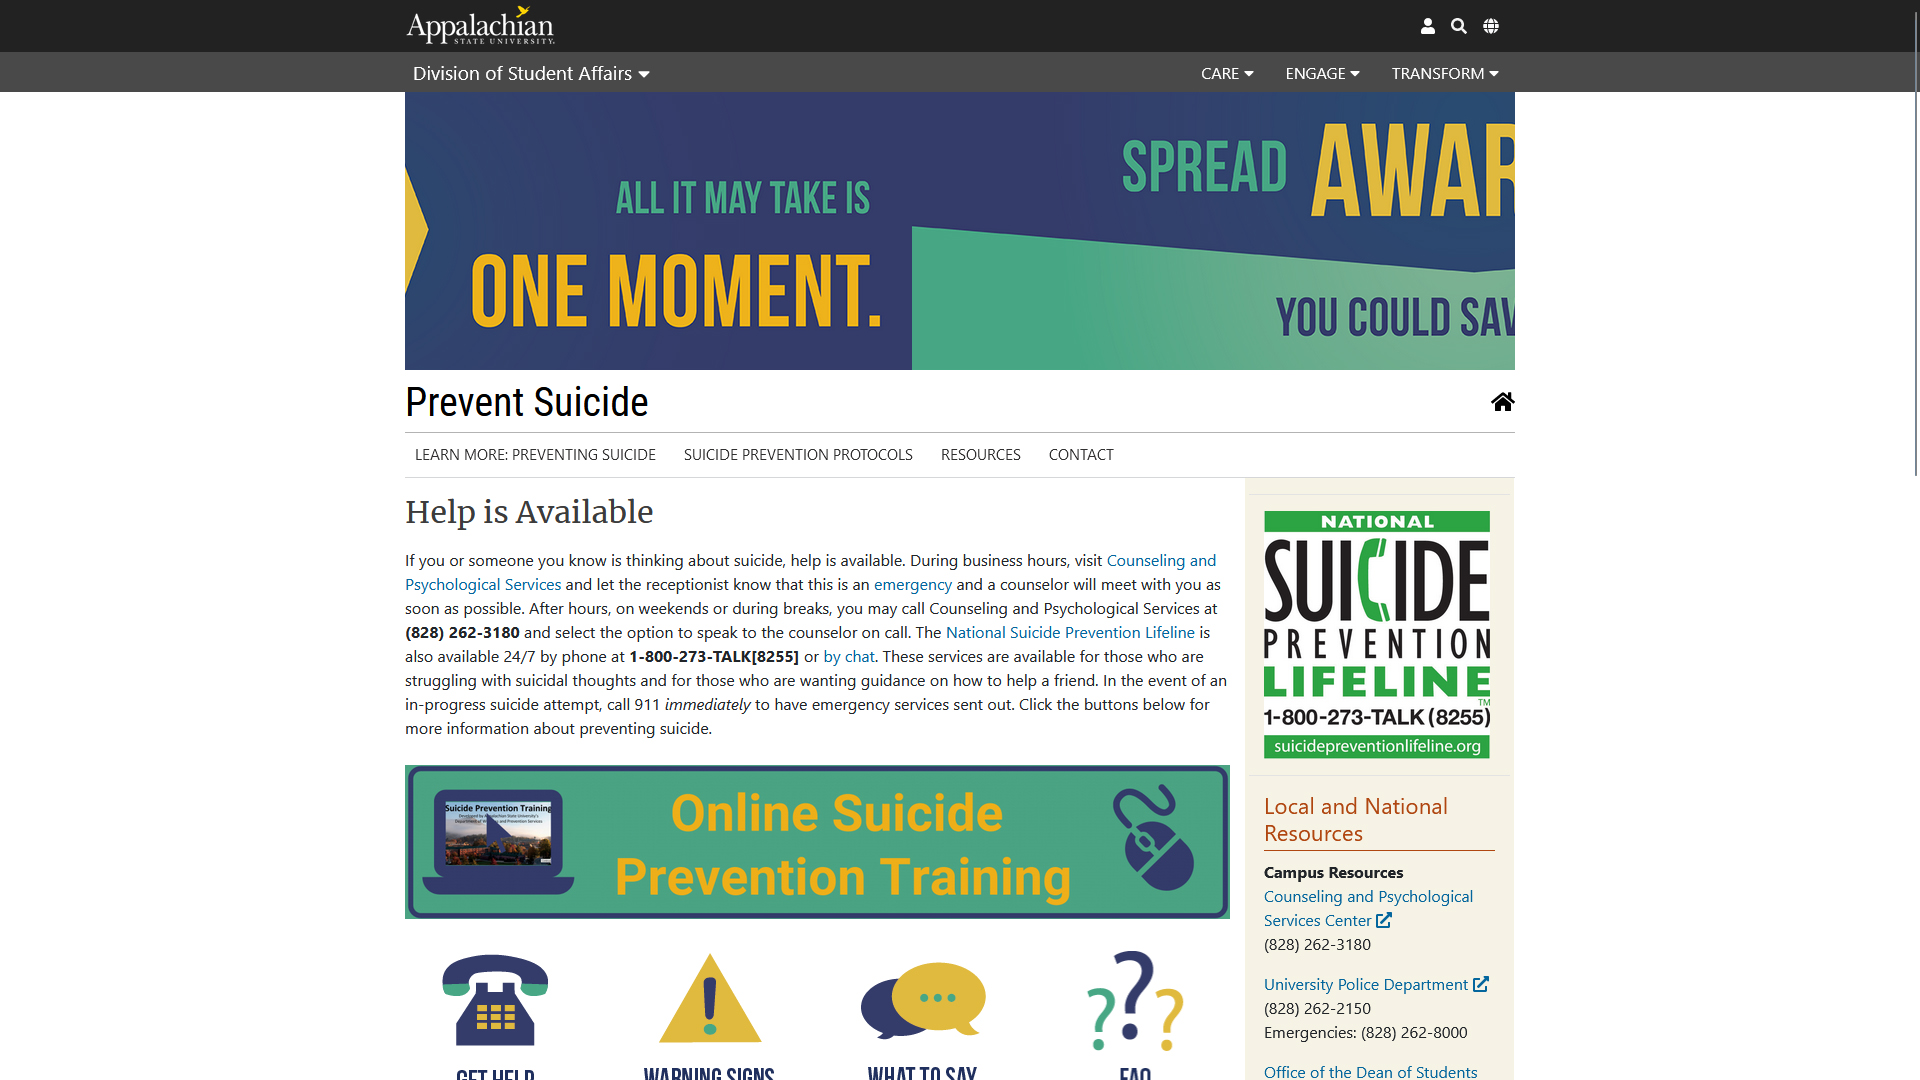 Appalachian
STATE UNIVERSITY.
Division of Student Affairs
CARE
ENGAGE
TRANSFORM
ALL IT MAY TAKE IS
ONE MOMENT.
SPREAD AWAR
YOU COULD SAV
Prevent Suicide
LEARN MORE: PREVENTING SUICIDE
SUICIDE PREVENTION PROTOCOLS
RESOURCES
CONTACT
Help is Available
If you or someone you know is thinking about suicide, help is available. During business hours, visit Counseling and
Psychological Services and let the receptionist know that this is an emergency and a counselor will meet with you as
soon as possible. After hours, on weekends or during breaks, you may call Counseling and Psychological Services at
(828) 262-3180 and select the option to speak to the counselor on call. The National Suicide Prevention Lifeline is
also available 24/7 by phone at 1-800-273-TALK[8255] or by chat. These services are available for those who are
struggling with suicidal thoughts and for those who are wanting guidance on how to help a friend. In the event of an
in-progress suicide attempt, call 911 immediately to have emergency services sent out. Click the buttons below for
more information about preventing suicide.
Suicide Prevention Training
Online Suicide
Prevention Training
GET HELP
WARNING SIGNS
WHAT TO SAY
FAQ
NATIONAL
SUICIDE
PREVENTION
LIFELINE
TM
1-800-273-TALK (8255)
suicidepreventionlifeline.org
Local and National
Resources
Campus Resources
Counseling and Psychological
Services Center
(828) 262-3180
University Police Department
(828) 262-2150
Emergencies: (828) 262-8000
Office of the Dean of Students